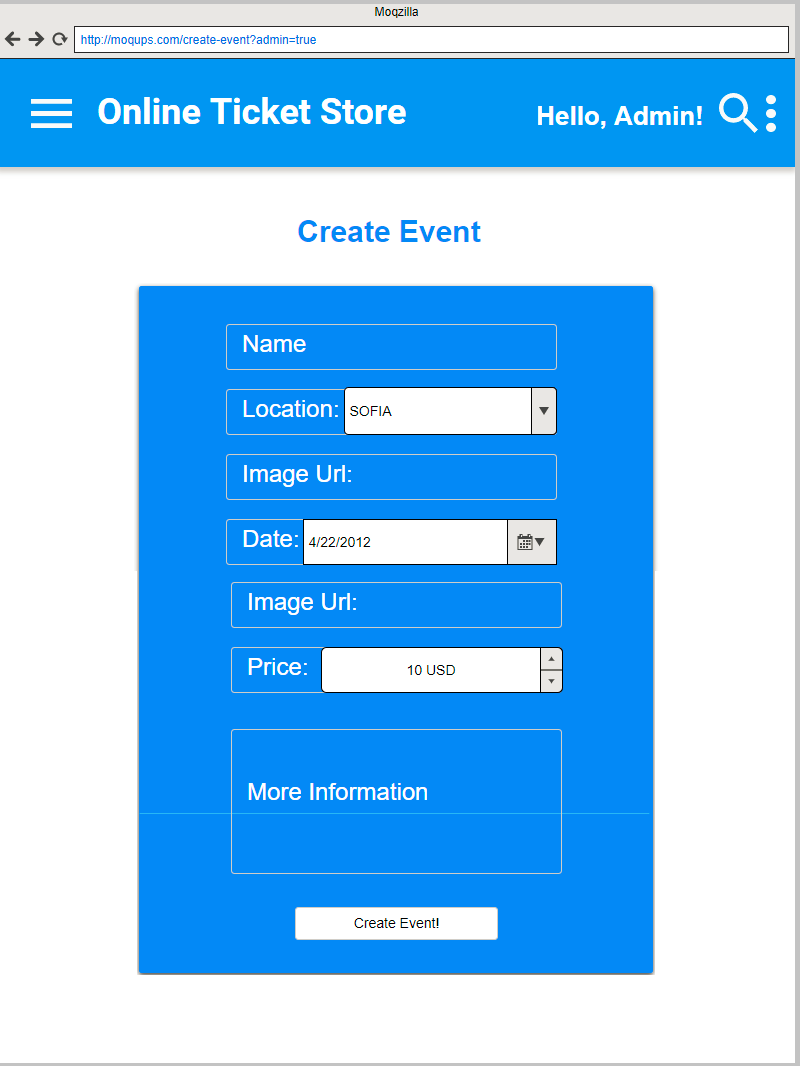 Moqzilla
http://moqups.com/create-event?admin=true
Online Ticket Store
Hello, Admin!
Create Event
Name
Location: SOFIA
Image Url:
Date: 4/22/2012
Image Url:
Price: 10 USD
More Information
Create Event!